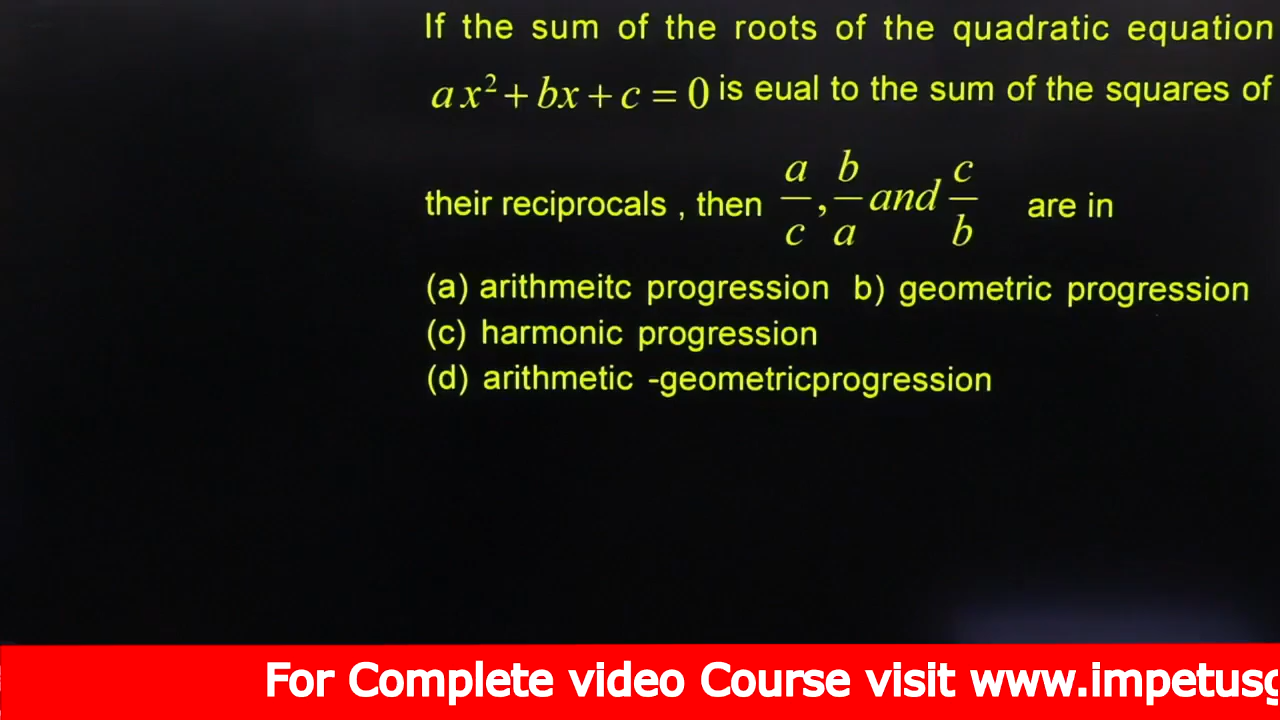 If the sum of the roots of the quadratic equation
ax² + bx + c = 0 is eual to the sum of the squares of
their reciprocals , then a/c , b/a and c/b are in
(a) arithmeitc progression b) geometric progression
(c) harmonic progression
(d) arithmetic -geometricprogression
For Complete video Course visit www.impetusg